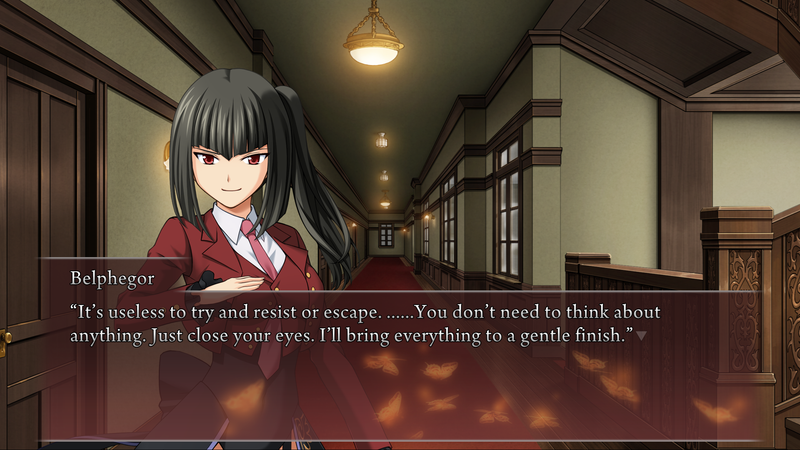 Belphegor
“It’s useless to try and resist or escape. ......You don’t need to think about
anything. Just close your eyes. I’ll bring everything to a gentle finish.”